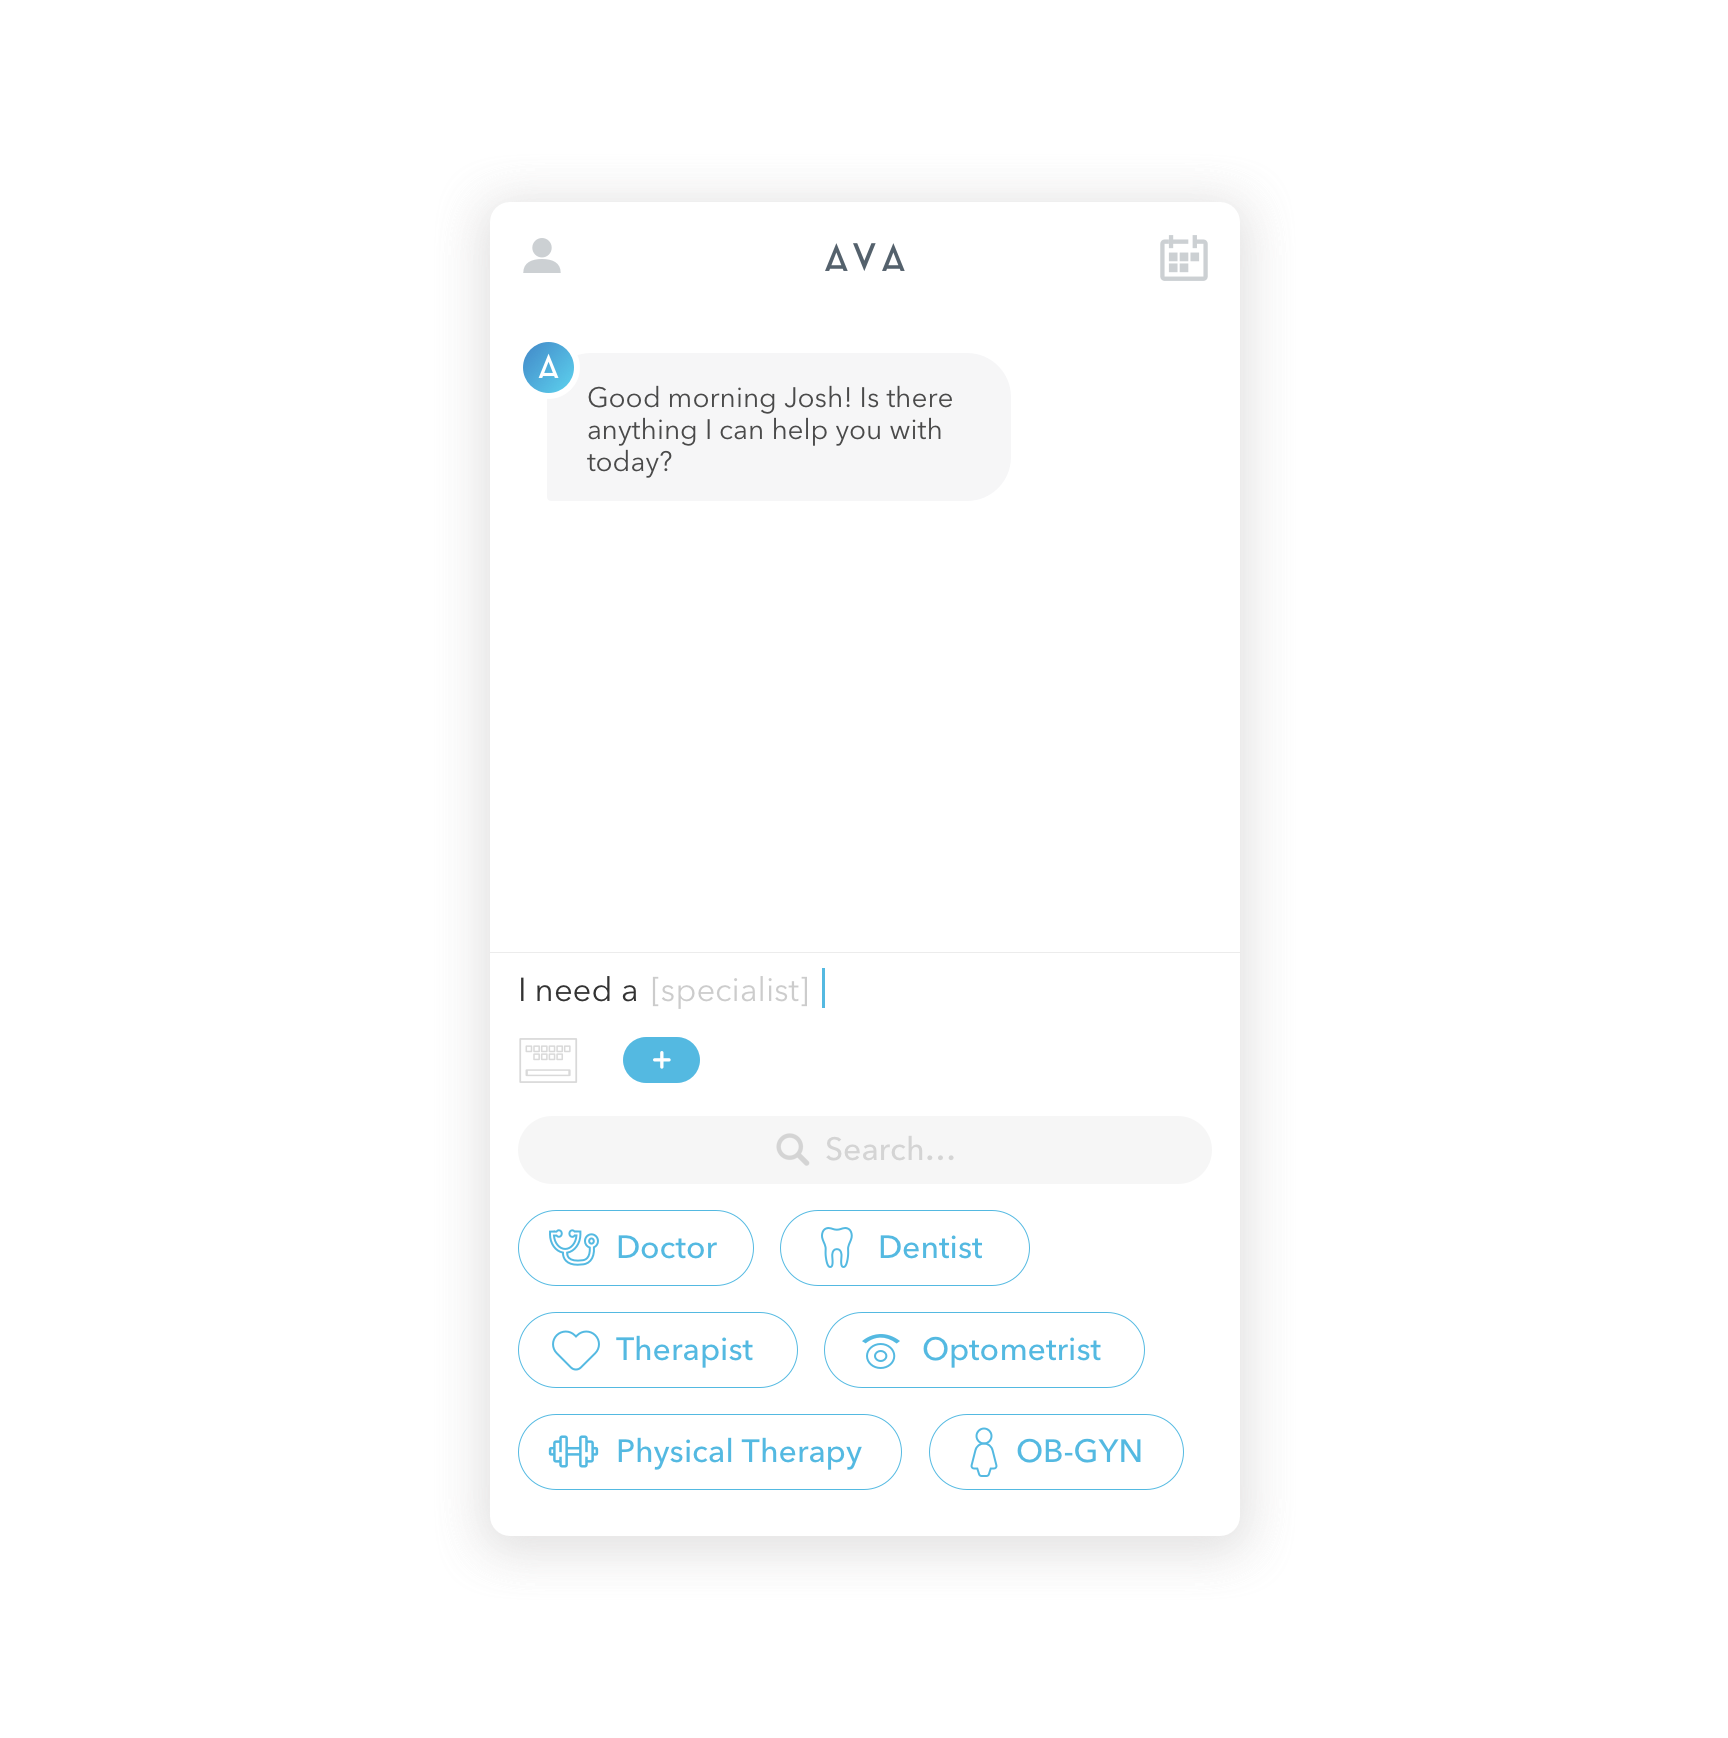 AVA
A
Good morning Josh! Is there
anything I can help you with
today?
I need a [specialist]
+
Search...
Doctor
Dentist
Therapist
Optometrist
Physical Therapy
OB-GYN